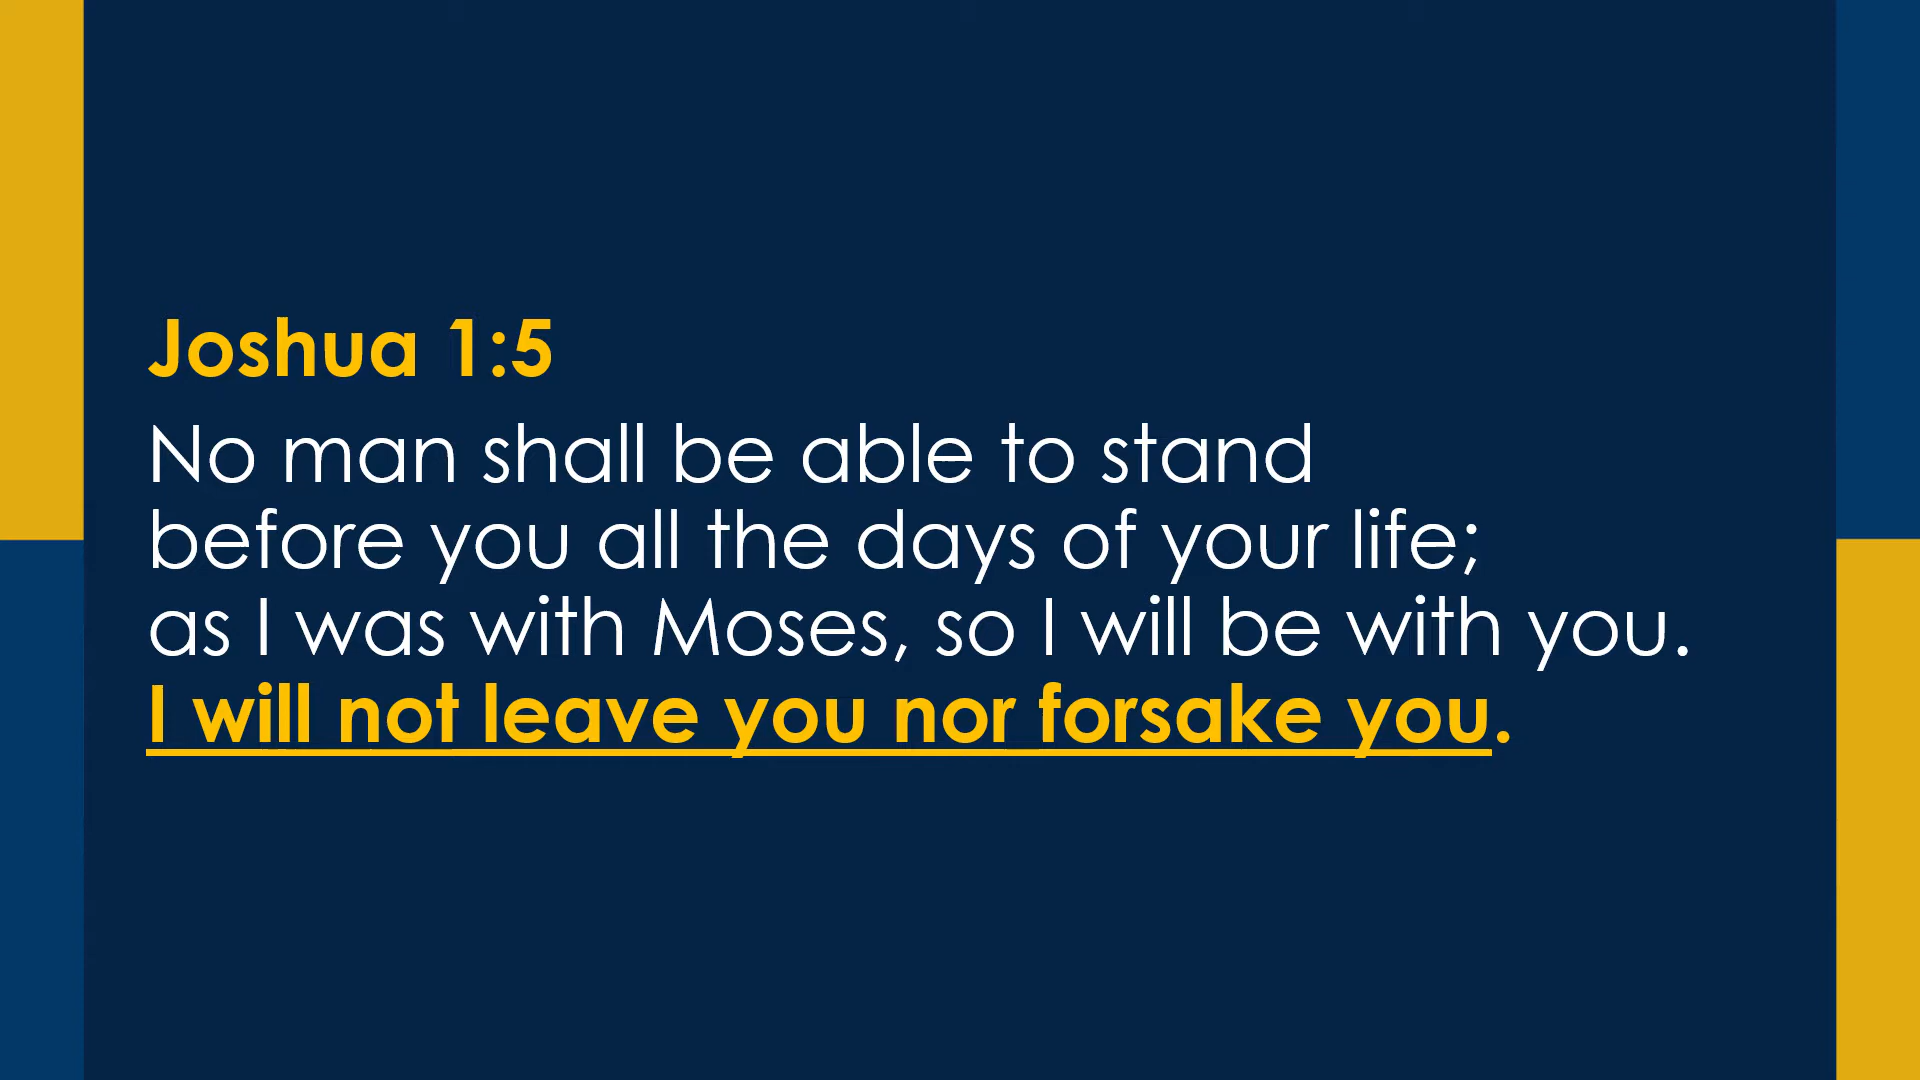 Joshua 1:5
No man shall be able to stand
before you all the days of your life;
as I was with Moses, so I will be with you.
I will not leave you nor forsake you.